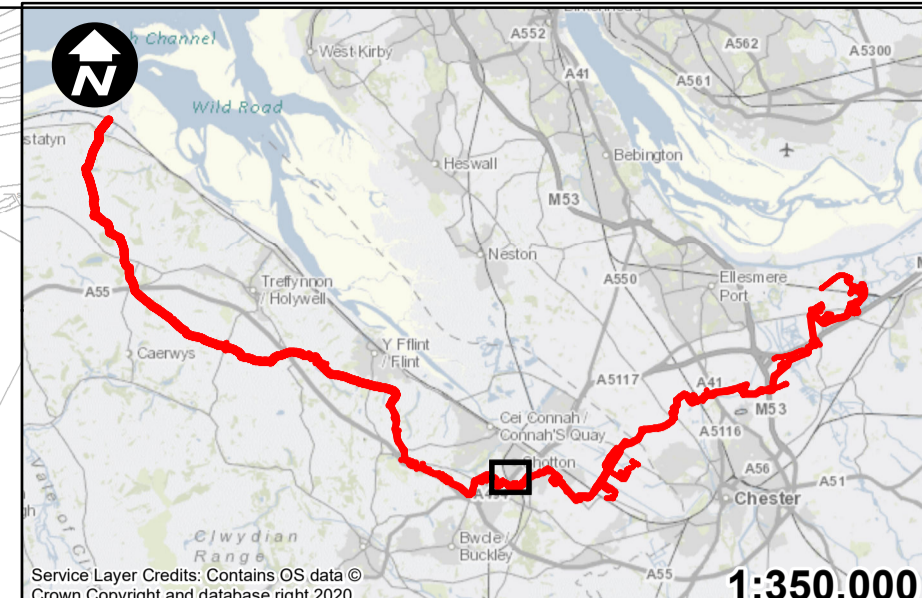 N
h Channel
Wild Road
West Kirby
A552
A41
A562
A561
A5300
statyn
Heswall
Bebington
M53
Neston
A550
Ellesmere
Port
Treffynnon
/ Holywell
A55
Caerwys
Y Fflint
/ Flint
A5117
A41
M53
Cei Connah /
Connah'S Quay
A5116
Shotton
A56
A51
Chester
Clwydian
Range
Bwcle /
Buckley
A55
Service Layer Credits: Contains OS data ©
Crown Copyright and database right 2020
1:350,000